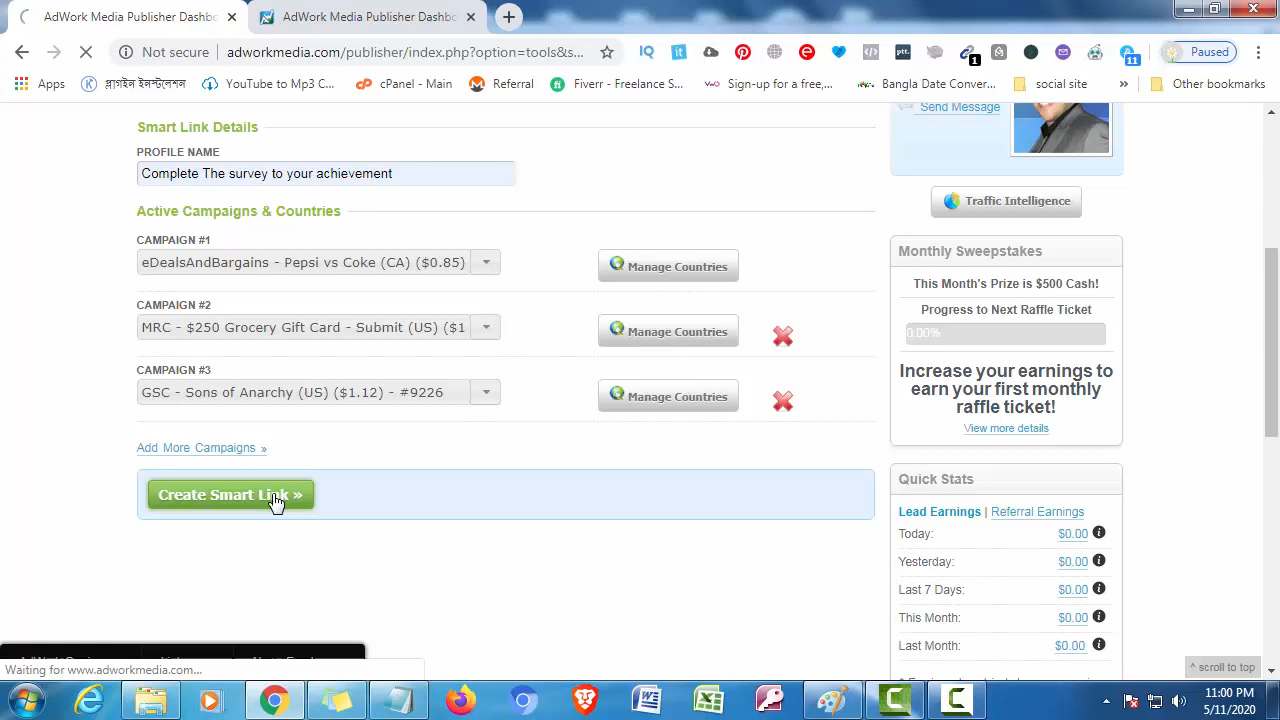 AdWork Media Publisher Dashbo
AdWork Media Publisher Dashbo
Not secure
adworkmedia.com/publisher/index.php?option=tools&s...
ptt.
1
11
Paused
Apps
প্লাগইন ইনস্টলেশন
YouTube to Mp3 C...
cPanel - Main
Referral
Fiverr - Freelance S...
Sign-up for a free,...
Bangla Date Conver...
social site
»
Other bookmarks
Smart Link Details
PROFILE NAME
Complete The survey to your achievement
Active Campaigns & Countries
CAMPAIGN #1
eDealsAndBargains - Pepsi vs Coke (CA) ($0.85)
Manage Countries
CAMPAIGN #2
MRC - $250 Grocery Gift Card - Submit (US) ($1
Manage Countries
CAMPAIGN #3
GSC - Sons of Anarchy (US) ($1.12) - #9226
Manage Countries
Add More Campaigns »
Create Smart Link »
Send Message
Traffic Intelligence
Monthly Sweepstakes
This Month's Prize is $500 Cash!
Progress to Next Raffle Ticket
0.00%
Increase your earnings to
earn your first monthly
raffle ticket!
View more details
Quick Stats
Lead Earnings | Referral Earnings
Today: $0.00
Yesterday: $0.00
Last 7 Days: $0.00
This Month: $0.00
Last Month: $0.00
^ scroll to top
Waiting for www.adworkmedia.com...
11:00 PM
5/11/2020